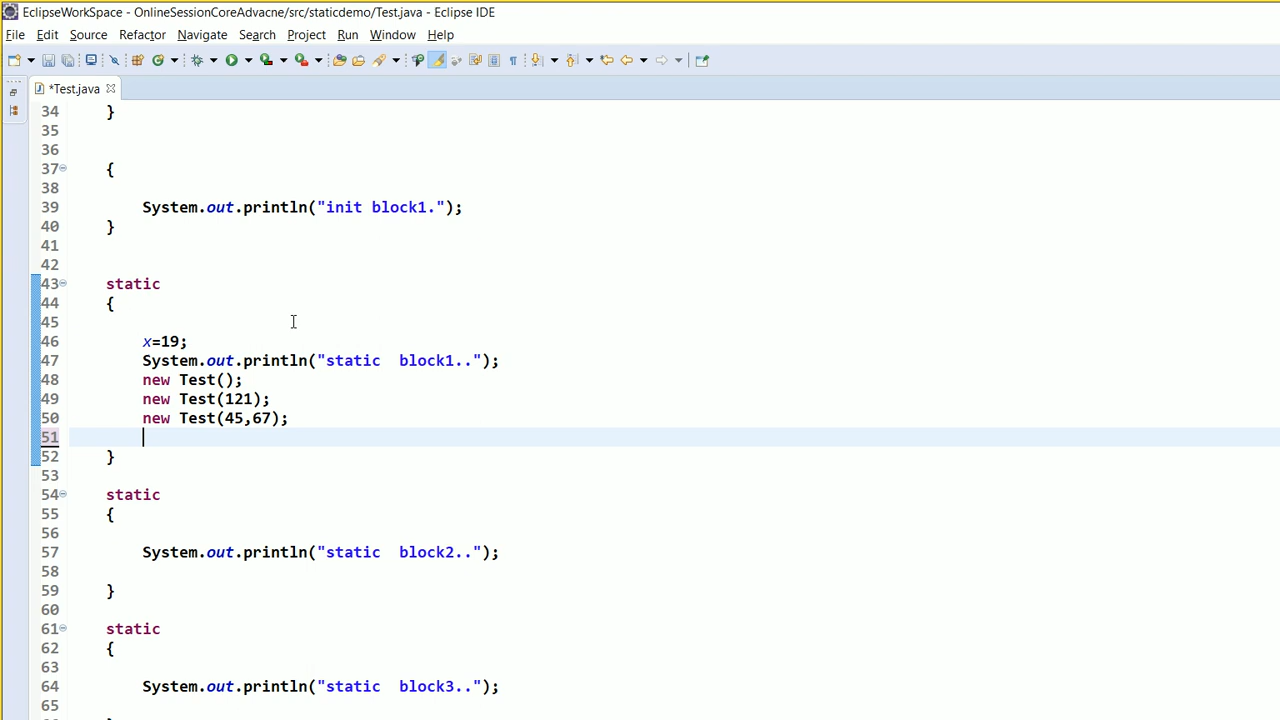 EclipseWorkSpace - OnlineSessionCoreAdvacne/src/staticdemo/Test.java - Eclipse IDE
File Edit Source Refactor Navigate Search Project Run Window Help
*Test.java
34 }
35
36
37 {
38
39 System.out.println("init block1.");
40 }
41
42
43 static
44 {
45
46 x=19;
47 System.out.println("static  block1..");
48 new Test();
49 new Test(121);
50 new Test(45,67);
51
52 }
53
54 static
55 {
56
57 System.out.println("static  block2..");
58
59 }
60
61 static
62 {
63
64 System.out.println("static  block3..");
65